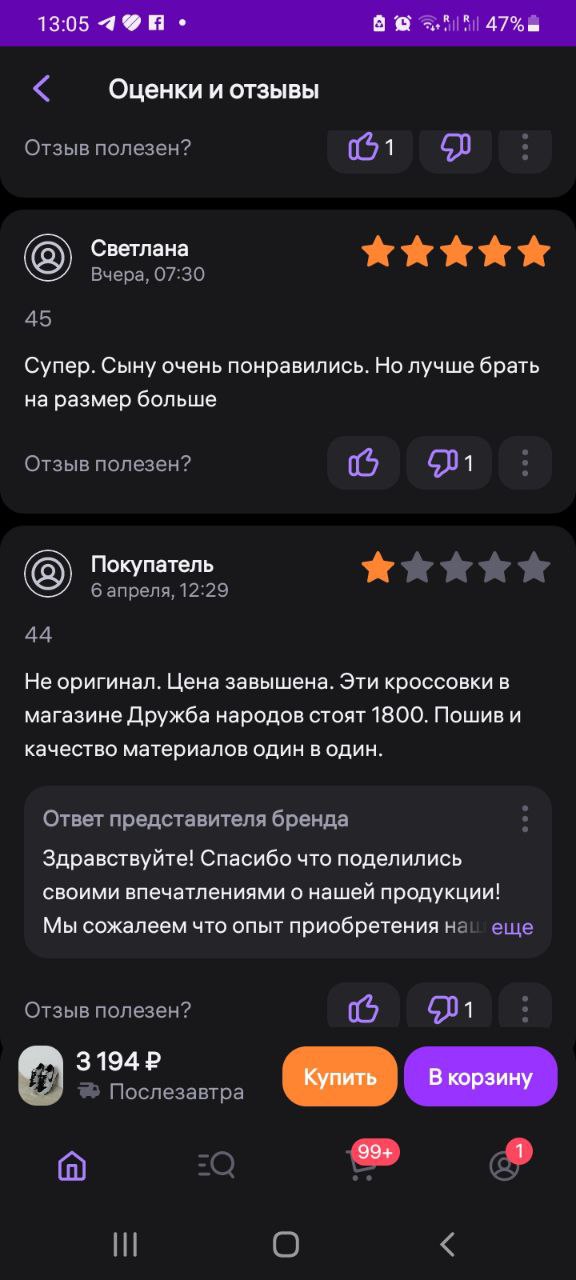 13:05
47%
Оценки и отзывы
Отзыв полезен?
1
Светлана
Вчера, 07:30
45
Супер. Сыну очень понравились. Но лучше брать
на размер больше
Отзыв полезен?
1
Покупатель
6 апреля, 12:29
44
Не оригинал. Цена завышена. Эти кроссовки в
магазине Дружба народов стоят 1800. Пошив и
качество материалов один в один.
Ответ представителя бренда
Здравствуйте! Спасибо что поделились
своими впечатлениями о нашей продукции!
Мы сожалеем что опыт приобретения наш еще
Отзыв полезен?
1
3 194 ₽
Послезавтра
Купить
В корзину
99+
1